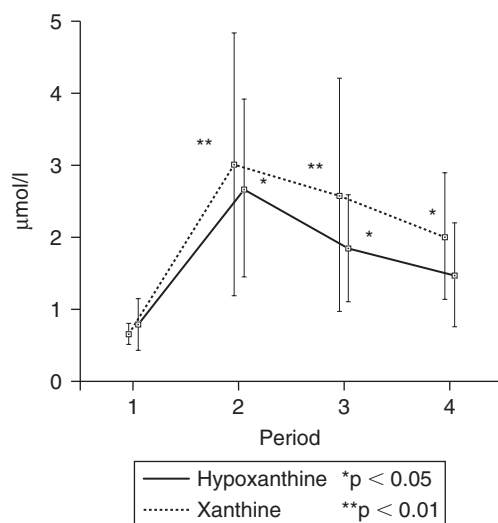 5
4
**
**
3
*
*
*
μmol/l
2
1
0
1 2 3 4
Period
Hypoxanthine *p < 0.05
Xanthine **p < 0.01